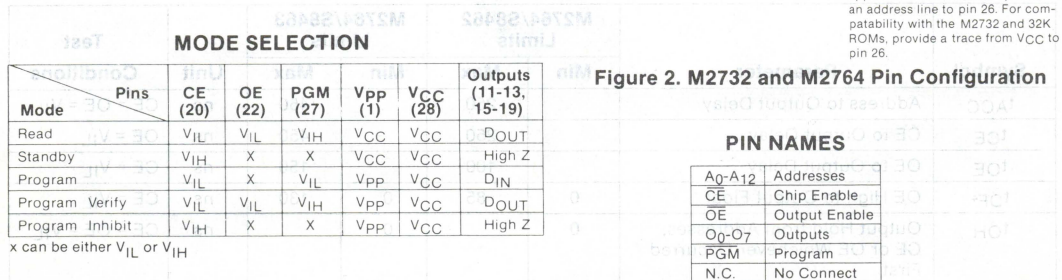 an address line to pin 26. For com-
patability with the M2732 and 32K
ROMs, provide a trace from VCC to
pin 26.
MODE SELECTION
Pins Mode CE (20) OE (22) PGM (27) VPP (1) VCC (28) Outputs (11-13, 15-19)
Read VIL VIL VIH VCC VCC DOUT
Standby VIH X X VCC VCC High Z
Program VIL X VIL VPP VCC DIN
Program Verify VIL VIL VIH VPP VCC DOUT
Program Inhibit VIH X X VPP VCC High Z
x can be either VIL or VIH
Figure 2. M2732 and M2764 Pin Configuration
PIN NAMES
A0-A12 Addresses
CE Chip Enable
OE Output Enable
O0-O7 Outputs
PGM Program
N.C. No Connect